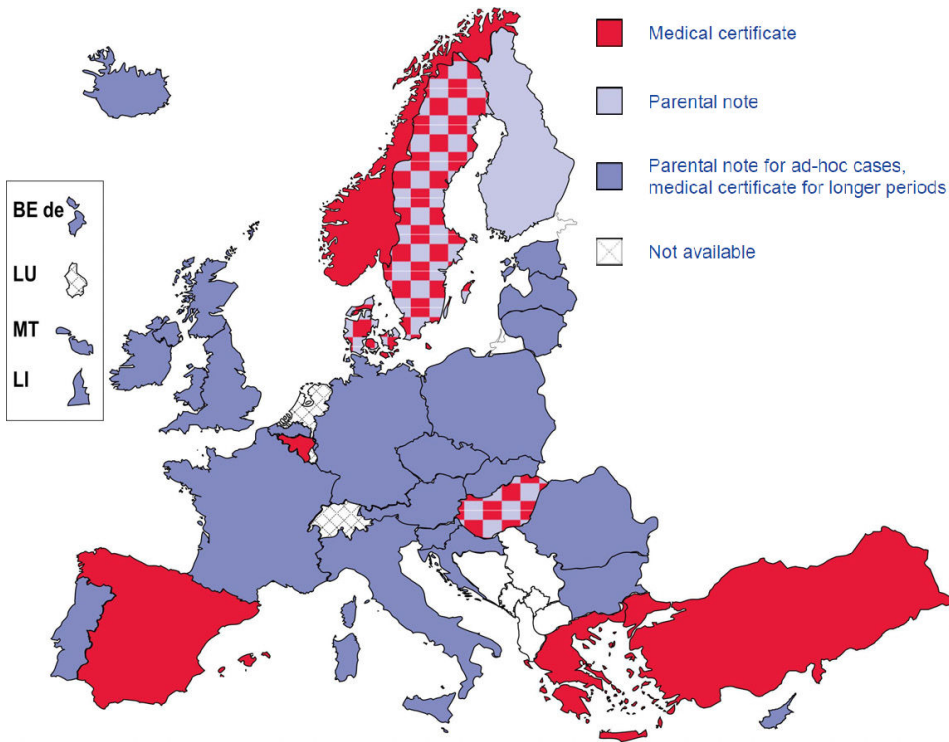 Medical certificate
Parental note
Parental note for ad-hoc cases,
medical certificate for longer periods
Not available
BE de
LU
MT
LI